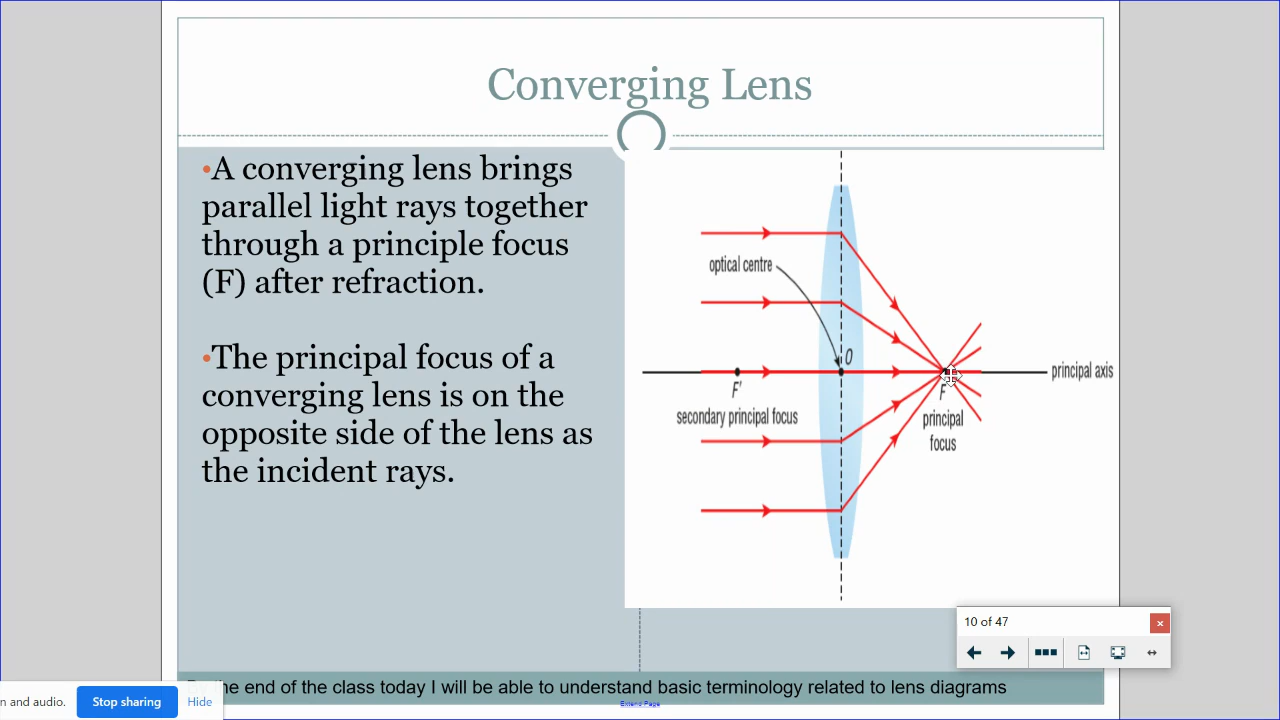 Converging Lens
•A converging lens brings
parallel light rays together
through a principle focus
(F) after refraction.
•The principal focus of a
converging lens is on the
opposite side of the lens as
the incident rays.
optical centre
O
F'
secondary principal focus
F
principal
focus
principal axis
10 of 47
the end of the class today I will be able to understand basic terminology related to lens diagrams
n and audio.
Stop sharing
Hide
Extend Page